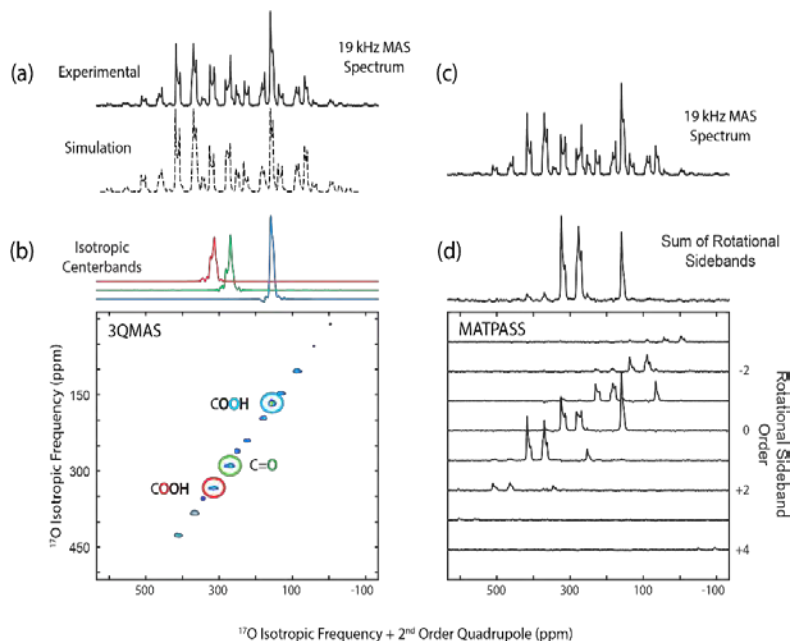 (a)
Experimental
19 kHz MAS
Spectrum
Simulation
(b)
Isotropic
Centerbands
3QMAS
¹⁷O Isotropic Frequency (ppm)
150
300
450
COOH
C=O
COOH
500
300
100
-100
(c)
19 kHz MAS
Spectrum
(d)
Sum of Rotational
Sidebands
MATPASS
-2
0
+2
+4
Rotational Sideband
Order
500
300
100
-100
¹⁷O Isotropic Frequency + 2ⁿᵈ Order Quadrupole (ppm)